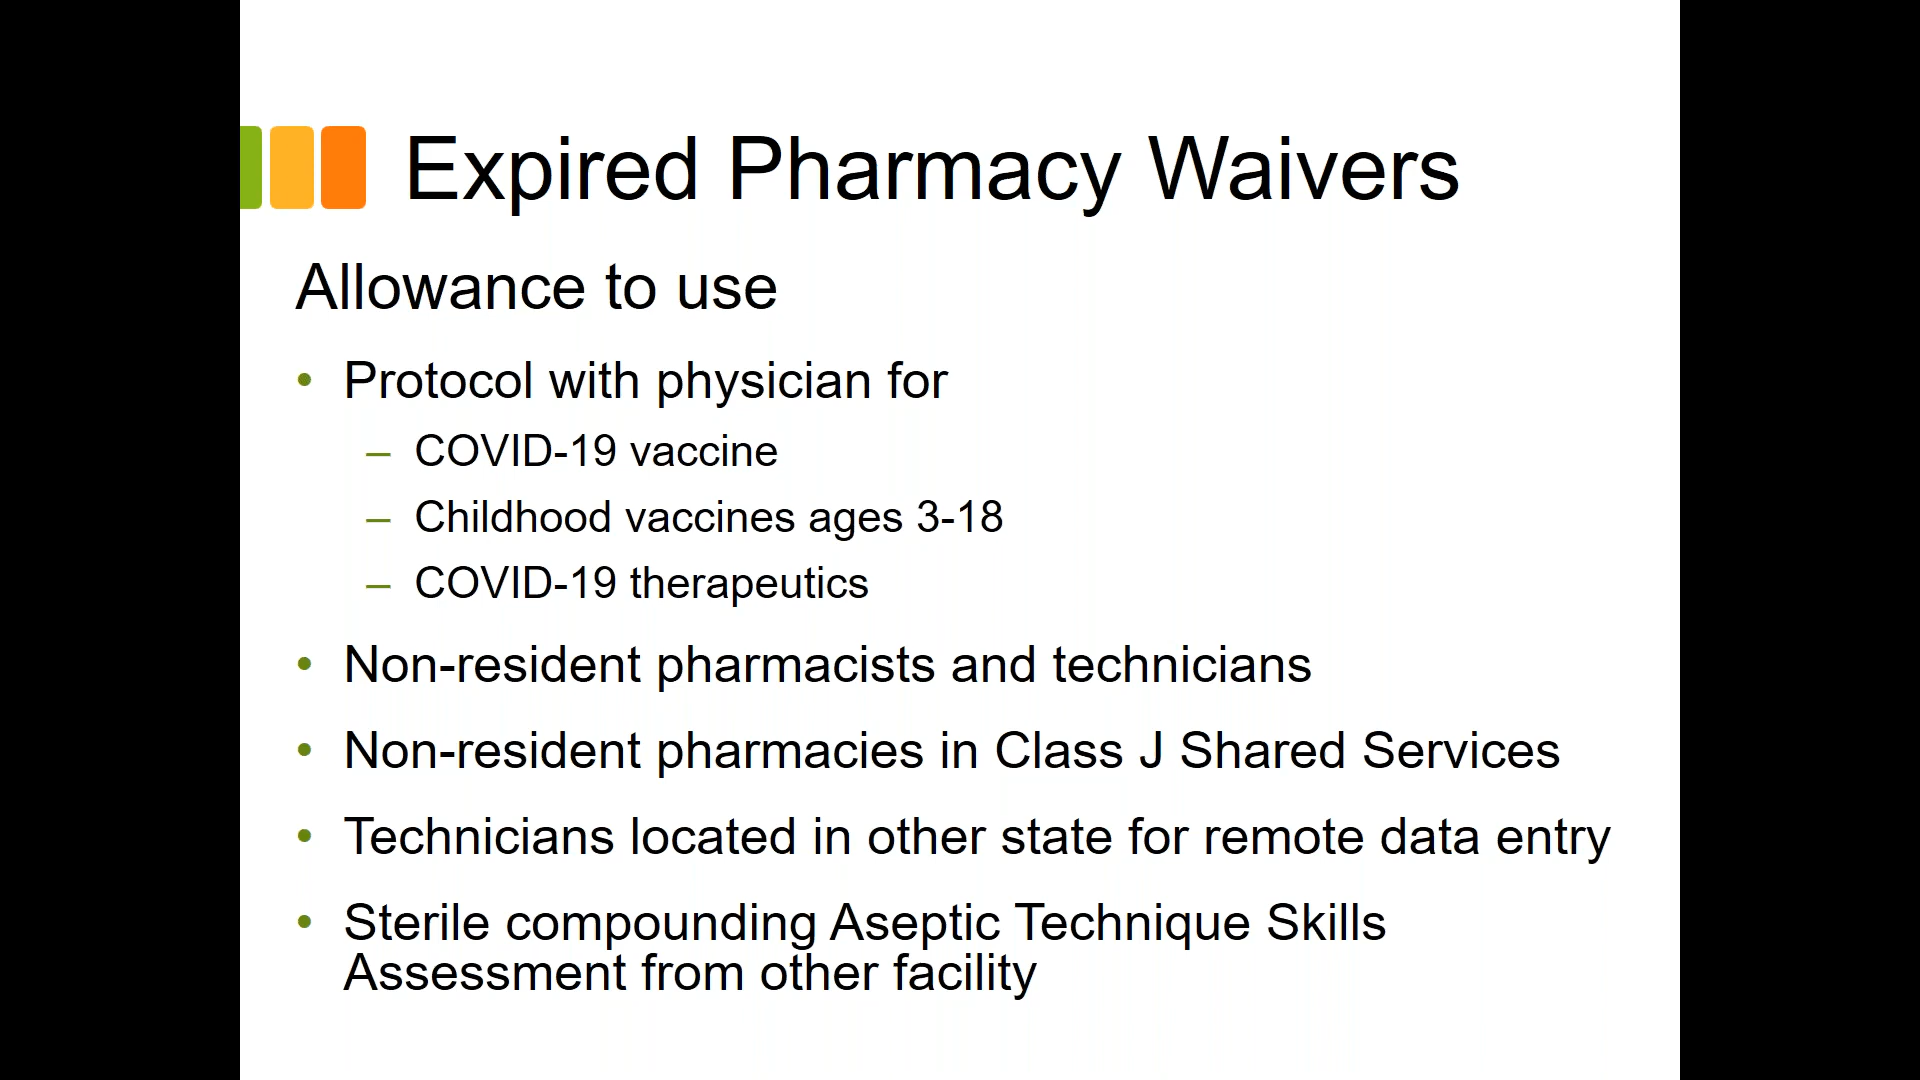 Expired Pharmacy Waivers
Allowance to use
• Protocol with physician for
– COVID-19 vaccine
– Childhood vaccines ages 3-18
– COVID-19 therapeutics
• Non-resident pharmacists and technicians
• Non-resident pharmacies in Class J Shared Services
• Technicians located in other state for remote data entry
• Sterile compounding Aseptic Technique Skills
Assessment from other facility